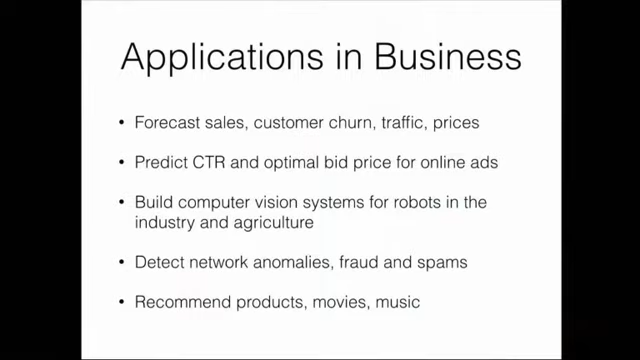 Applications in Business
• Forecast sales, customer churn, traffic, prices
• Predict CTR and optimal bid price for online ads
• Build computer vision systems for robots in the
industry and agriculture
• Detect network anomalies, fraud and spams
• Recommend products, movies, music